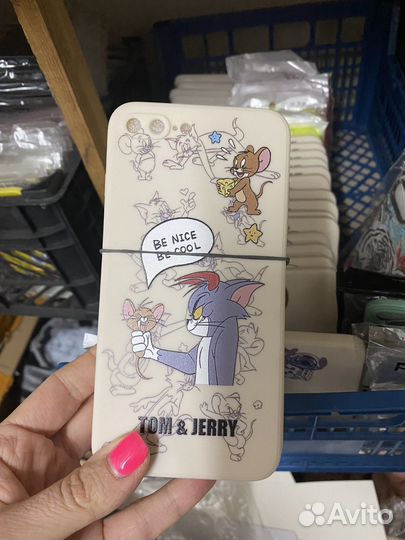 BE NICE
BE COOL
TOM & JERRY
Avito